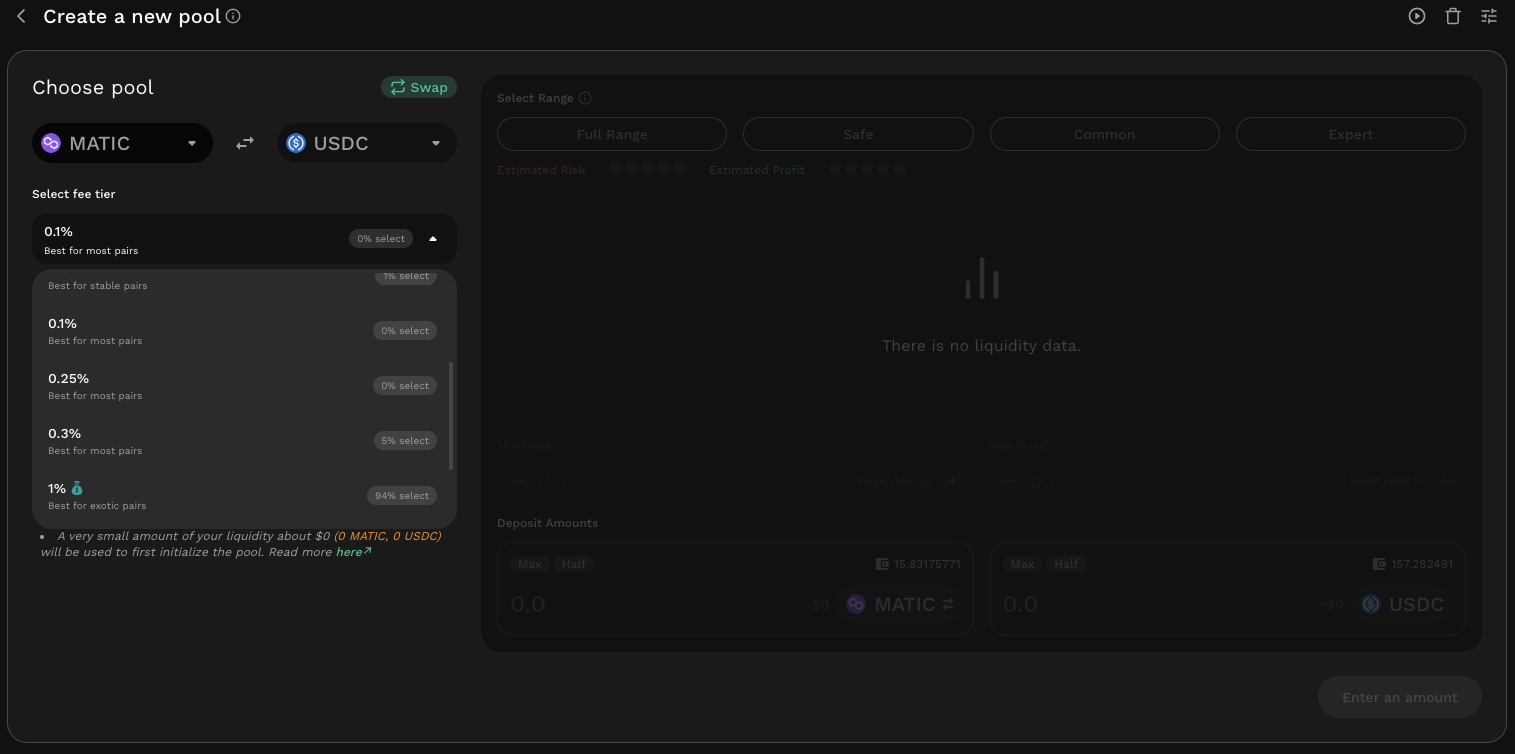 Create a new pool
Choose pool
Swap
MATIC
USDC
Select fee tier
0.1%
Best for most pairs
0% select
1% select
Best for stable pairs
0.1%
Best for most pairs
0% select
0.25%
Best for most pairs
0% select
0.3%
Best for most pairs
5% select
1%
Best for exotic pairs
94% select
• A very small amount of your liquidity about $0 (0 MATIC, 0 USDC)
will be used to first initialize the pool. Read more here↗
Select Range
Full Range
Safe
Common
Expert
Estimated Risk
Estimated Profit
There is no liquidity data.
Min Price
Max Price
0.0
USDC/MATIC
0.0
USDC/MATIC
Deposit Amounts
Max
Half
15.83175771
0.0
~$0
MATIC
Max
Half
157.282491
0.0
~$0
USDC
Enter an amount